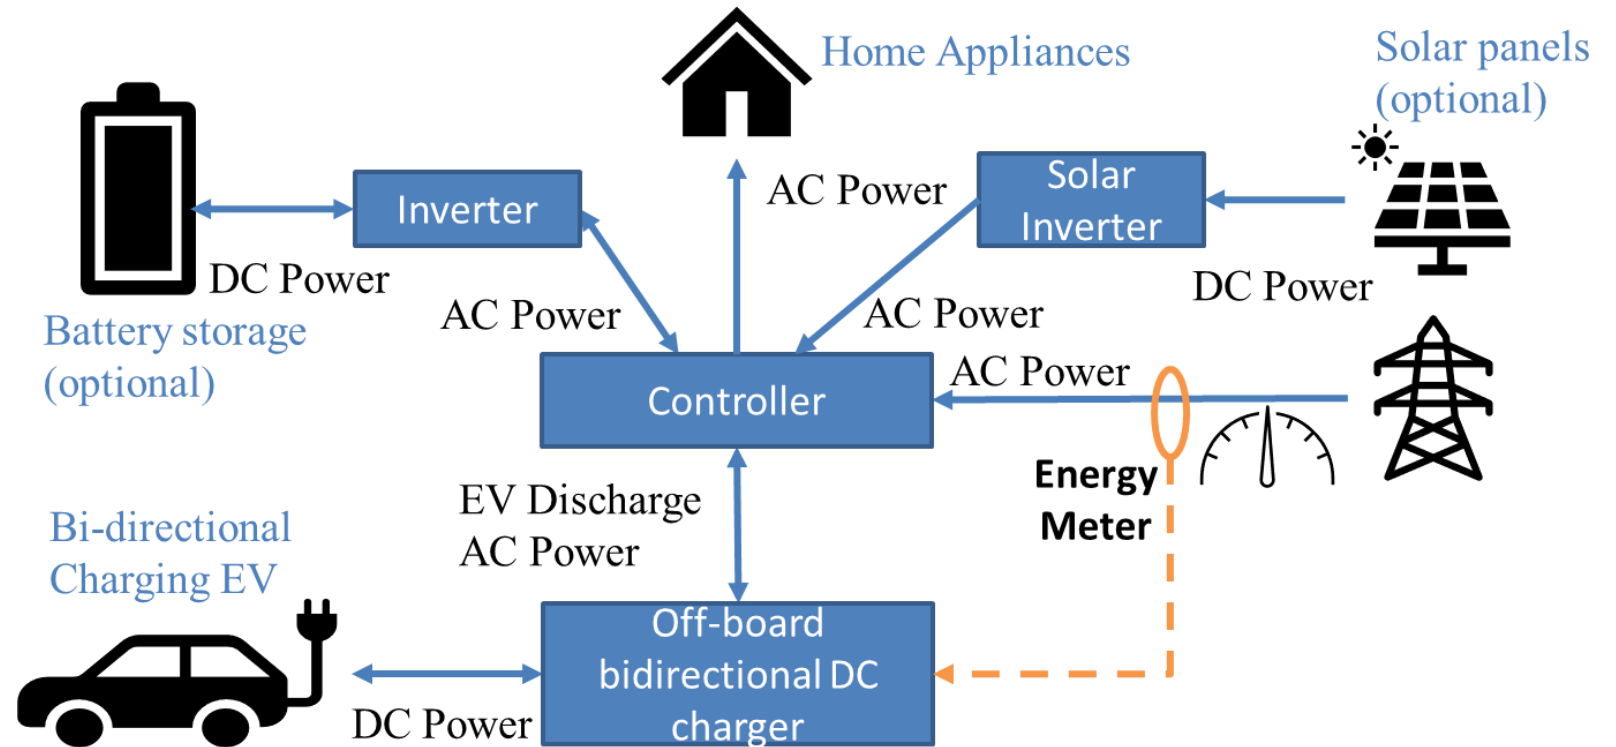 Home Appliances
Solar panels
(optional)
Solar
Inverter
AC Power
Inverter
DC Power
DC Power
AC Power
AC Power
Battery storage
(optional)
AC Power
Controller
Energy
Meter
EV Discharge
AC Power
Bi-directional
Charging EV
Off-board
bidirectional DC
charger
DC Power